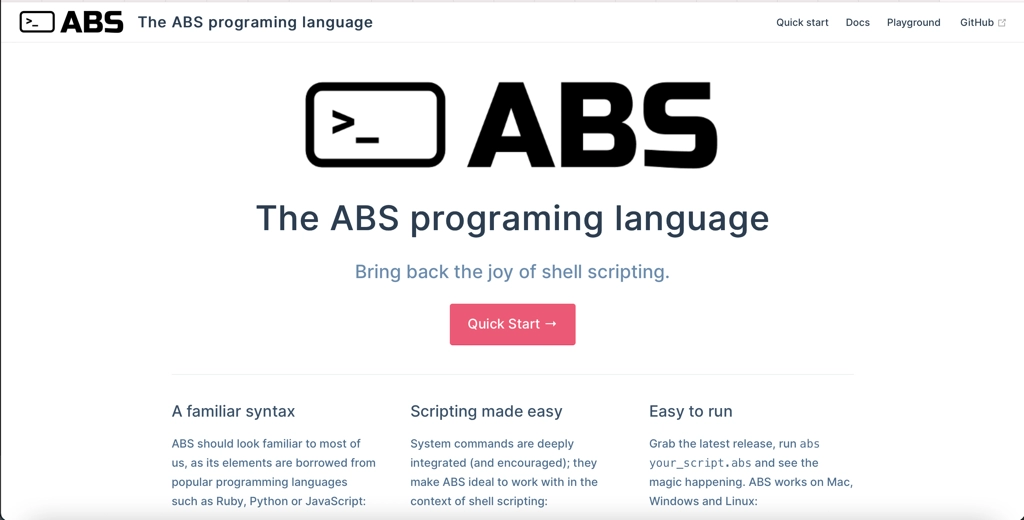 >_ ABS The ABS programing language Quick start Docs Playground GitHub
>_ ABS
The ABS programing language
Bring back the joy of shell scripting.
Quick Start →
A familiar syntax
ABS should look familiar to most of
us, as its elements are borrowed from
popular programming languages
such as Ruby, Python or JavaScript:
Scripting made easy
System commands are deeply
integrated (and encouraged); they
make ABS ideal to work with in the
context of shell scripting:
Easy to run
Grab the latest release, run abs
your_script.abs and see the
magic happening. ABS works on Mac,
Windows and Linux: